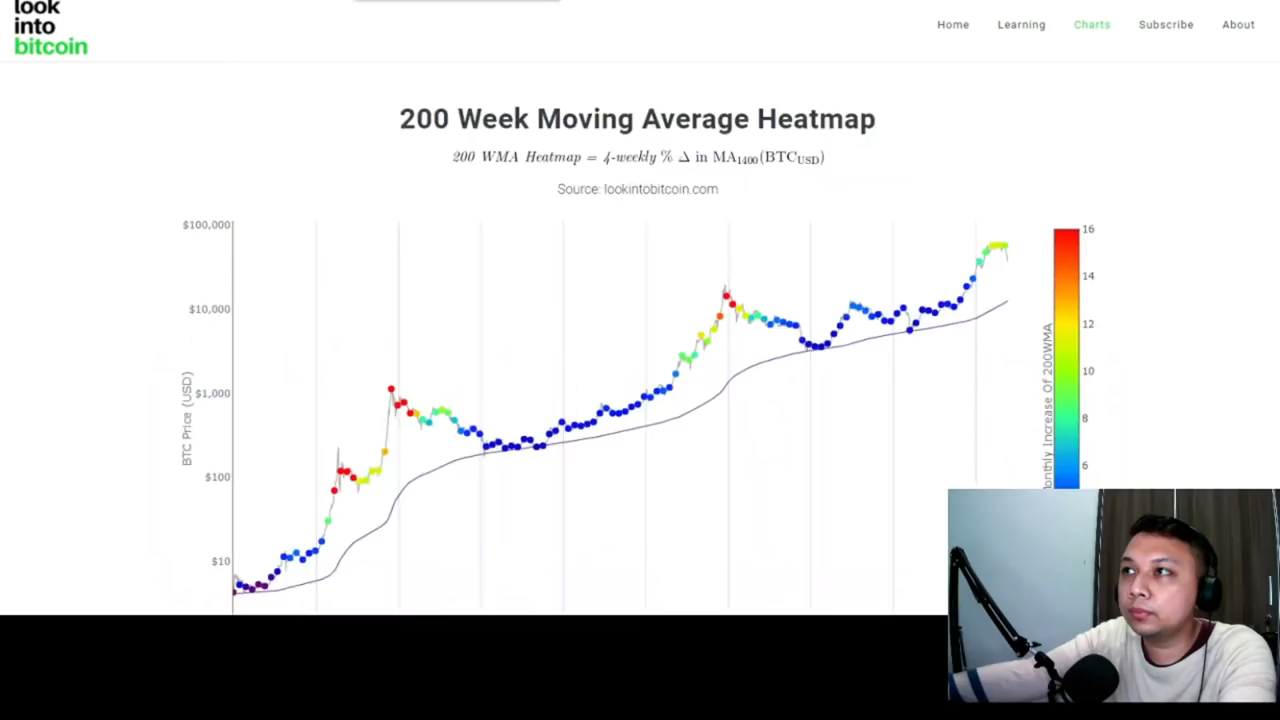 look
into
bitcoin
Home Learning Charts Subscribe About
200 Week Moving Average Heatmap
200 WMA Heatmap = 4-weekly % Δ in MA1400(BTCUSD)
Source: lookintobitcoin.com
$100,000
$10,000
$1,000
$100
$10
BTC Price (USD)
16
14
12
10
8
6
Increase Of 200WMA